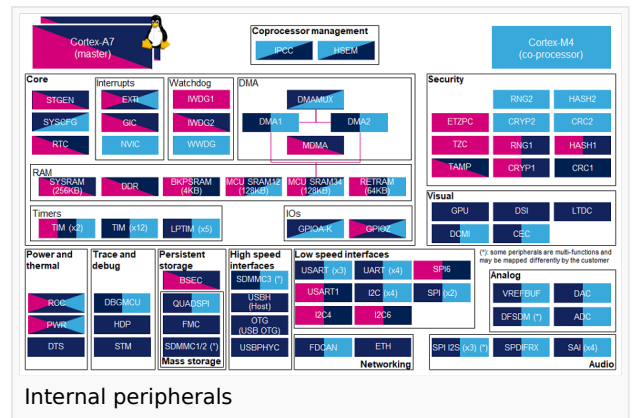 Cortex-A7
(master)
Coprocessor management
IPCC
HSEM
Cortex-M4
(co-processor)
Core
STGEN
SYSCFG
RTC
Interrupts
EXTI
GIC
NVIC
Watchdog
IWDG1
IWDG2
WWDG
DMA
DMAMUX
DMA1
DMA2
MDMA
Security
RNG2
HASH2
ETZPC
CRYP2
CRC2
TZC
RNG1
HASH1
TAMP
CRYP1
CRC1
RAM
SYSRAM
(256KB)
DDR
BKPSRAM
(4KB)
MCU SRAM12
(128KB)
MCU SRAM34
(128KB)
RETRAM
(64KB)
Timers
TIM (x2)
TIM (x12)
LPTIM (x5)
IOs
GPIOA-K
GPIOZ
Visual
GPU
DSI
LTDC
DCMI
CEC
(*): some peripherals are multi-functions and
may be mapped differently by the customer
Power and
thermal
RCC
PWR
DTS
Trace and
debug
DBGMCU
HDP
STM
Persistent
storage
BSEC
QUADSPI
FMC
SDMMC1/2 (*)
Mass storage
High speed
interfaces
SDMMC3 (*)
USBH
(Host)
OTG
(USB OTG)
USBPHYC
Low speed interfaces
USART (x3)
UART (x4)
SPI6
USART1
I2C (x4)
SPI (x2)
I2C4
I2C6
FDCAN
ETH
Networking
Analog
VREFBUF
DAC
DFSDM (*)
ADC
SPI I2S (x3) (*)
SPDIFRX
SAI (x4)
Audio
Internal peripherals